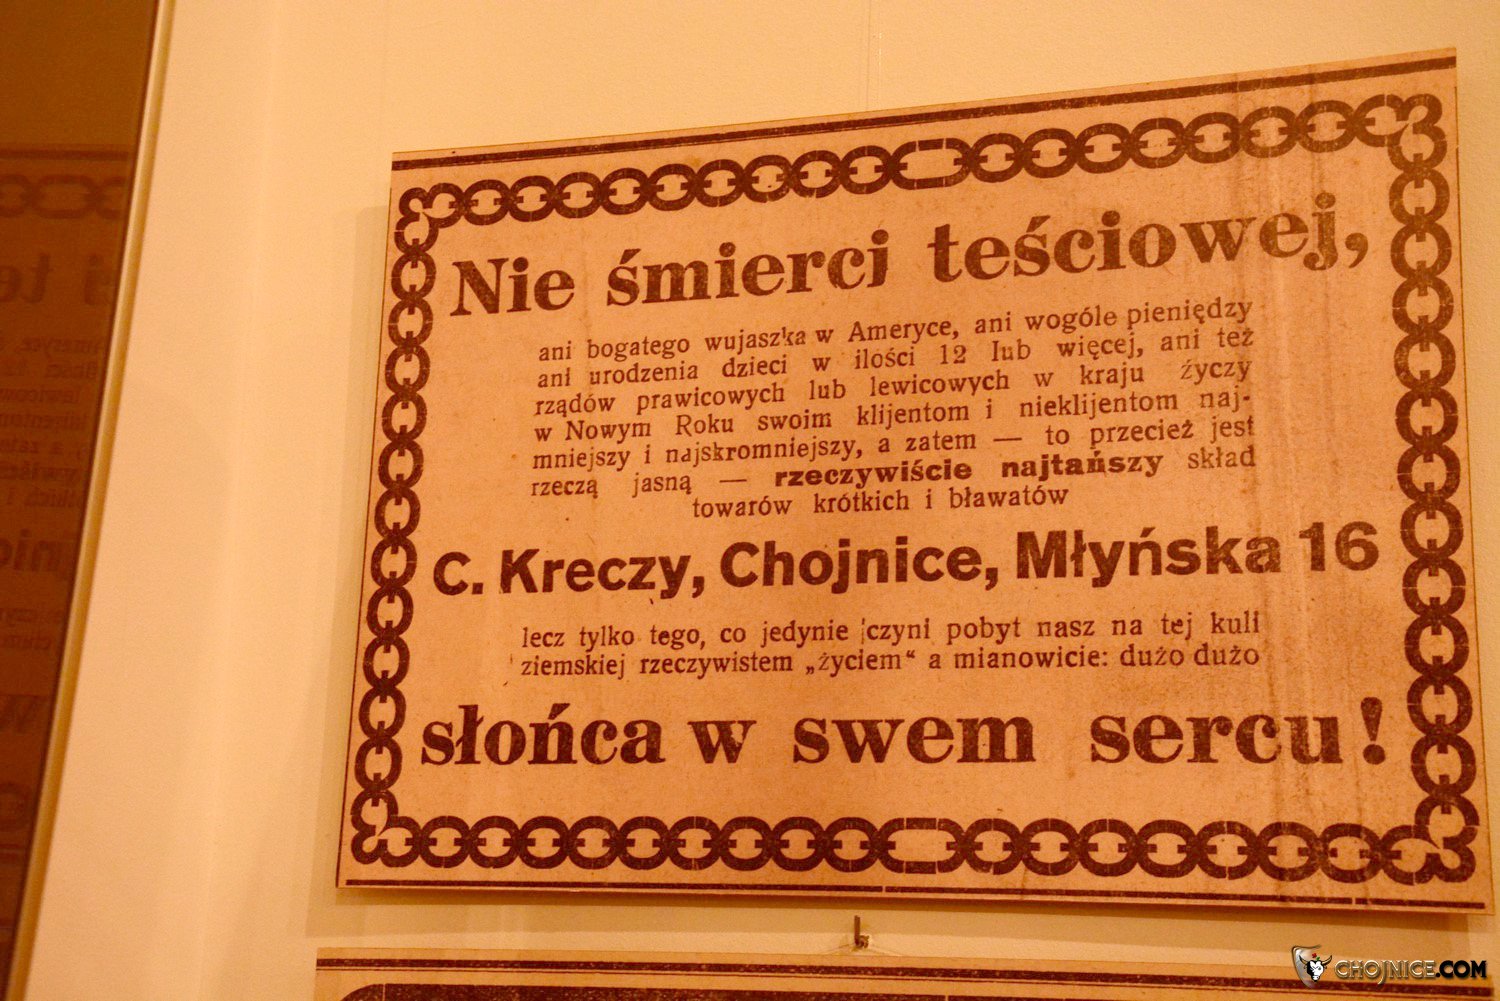 Nie śmierci teściowej,
ani bogatego wujaszka w Ameryce, ani wogóle pieniędzy
ani urodzenia dzieci w ilości 12 lub więcej, ani też
rządów prawicowych lub lewicowych w kraju życzy
w Nowym Roku swoim klijentom i nieklijentom naj-
mniejszy i najskromniejszy, a zatem — to przecież jest
rzeczą jasną — rzeczywiście najtańszy skład
towarów krótkich i bławatów
C. Kreczy, Chojnice, Młyńska 16
lecz tylko tego, co jedynie czyni pobyt nasz na tej kuli
ziemskiej rzeczywistem „życiem“ a mianowicie: dużo dużo
słońca w swem sercu!
CHOJNICE.COM